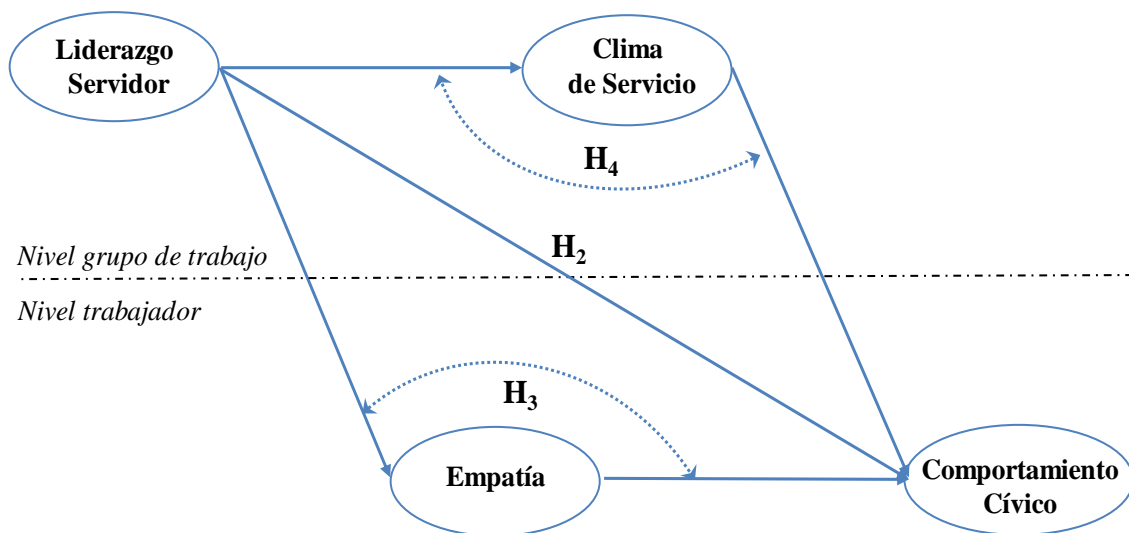 Liderazgo
Servidor
Clima
de Servicio
H4
Nivel grupo de trabajo
H2
Nivel trabajador
H3
Empatía
Comportamiento
Cívico